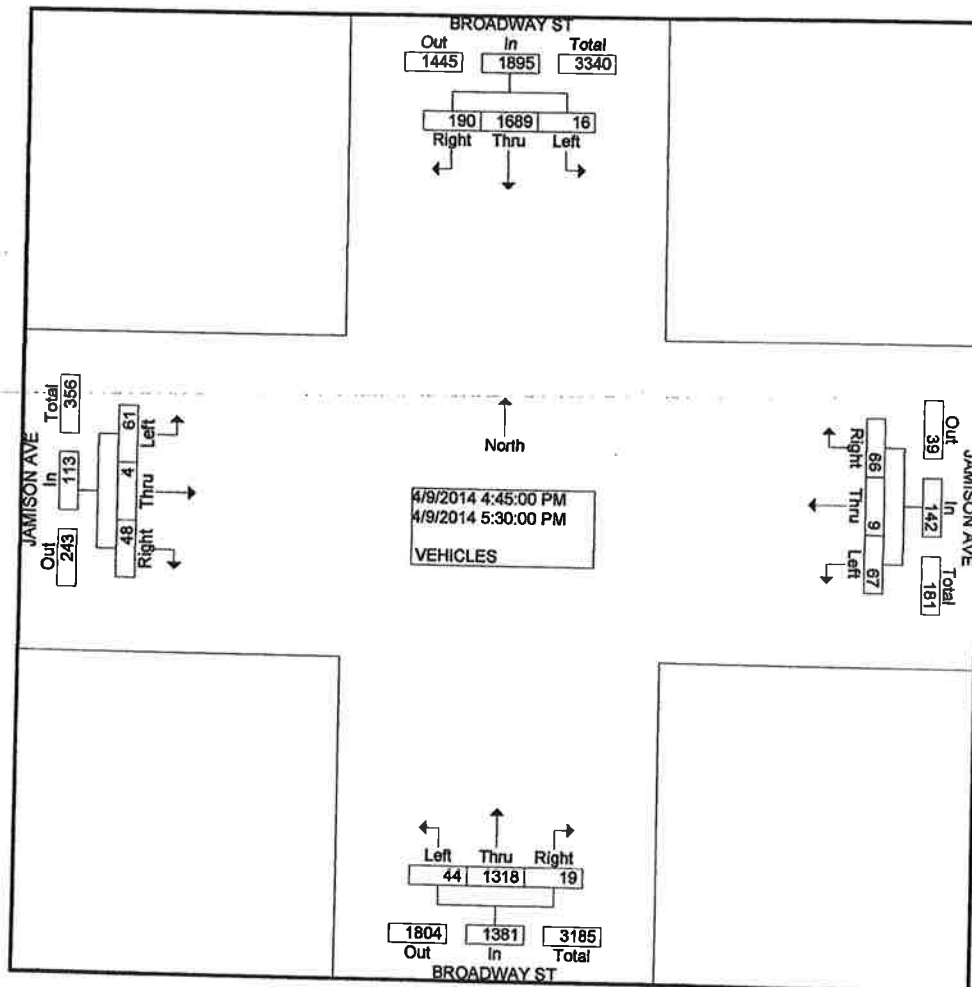 BROADWAY ST
Out In Total
1445 1895 3340
190 1689 16
Right Thru Left
JAMISON AVE
Out In Total
243 113 356
48 4 61
Right Thru Left
North
4/9/2014 4:45:00 PM
4/9/2014 5:30:00 PM
VEHICLES
JAMISON AVE
Out In Total
39 142 181
66 9 67
Right Thru Left
Left Thru Right
44 1318 19
1804 1381 3185
Out In Total
BROADWAY ST